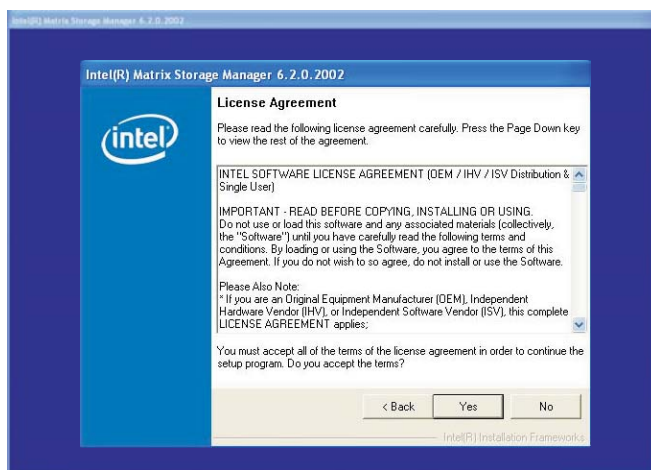 Intel(R) Matrix Storage Manager 6.2.0.2002
Intel(R) Matrix Storage Manager 6.2.0.2002
intel
License Agreement
Please read the following license agreement carefully. Press the Page Down key
to view the rest of the agreement.
INTEL SOFTWARE LICENSE AGREEMENT (OEM / IHV / ISV Distribution &
Single User)
IMPORTANT - READ BEFORE COPYING, INSTALLING OR USING.
Do not use or load this software and any associated materials (collectively,
the "Software") until you have carefully read the following terms and
conditions. By loading or using the Software, you agree to the terms of this
Agreement. If you do not wish to so agree, do not install or use the Software.
Please Also Note:
* If you are an Original Equipment Manufacturer (OEM), Independent
Hardware Vendor (IHV), or Independent Software Vendor (ISV), this complete
LICENSE AGREEMENT applies;
You must accept all of the terms of the license agreement in order to continue the
setup program. Do you accept the terms?
< Back Yes No
Intel(R) Installation Frameworks